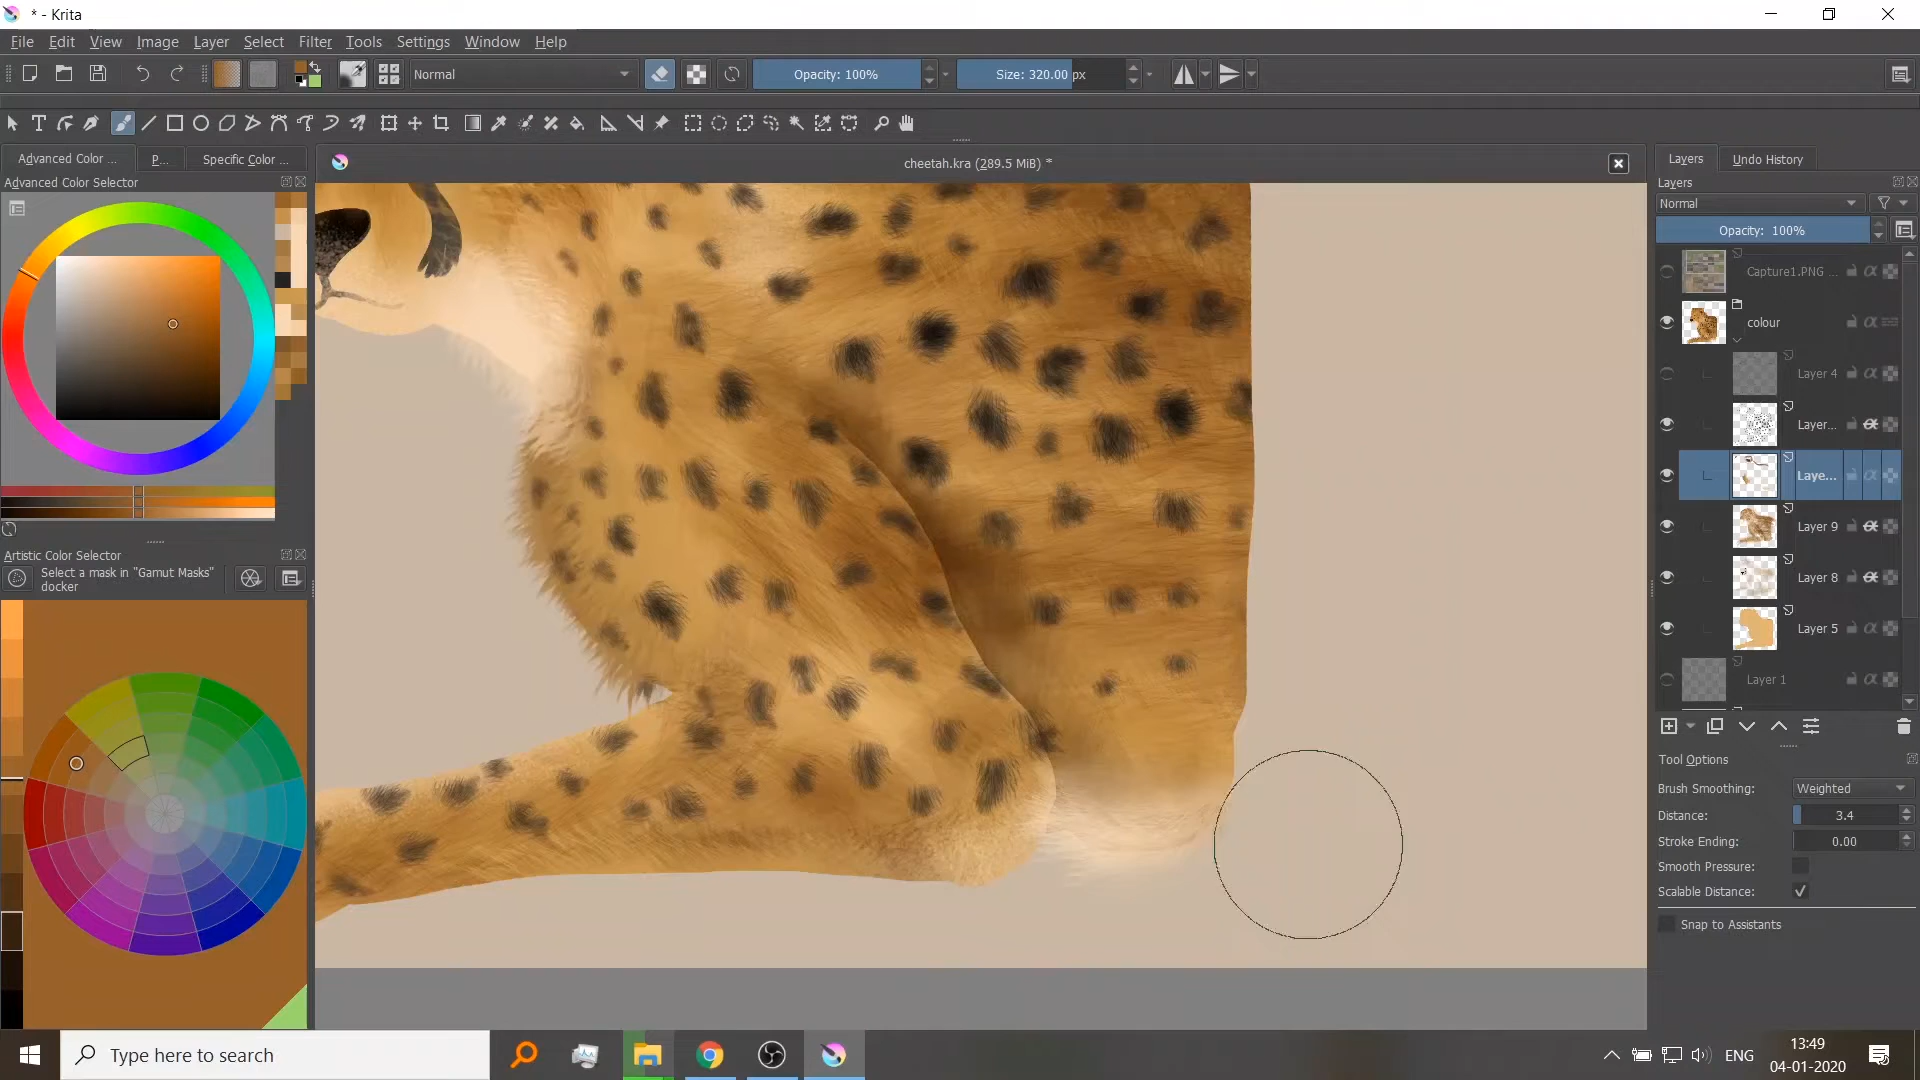 * - Krita
File Edit View Image Layer Select Filter Tools Settings Window Help
Normal
Opacity: 100%
Size: 320.00 px
Advanced Color ...
P...
Specific Color ...
cheetah.kra (289.5 MiB) *
Layers
Undo History
Advanced Color Selector
Layers
Normal
Opacity: 100%
Capture1.PNG ...
colour
Layer 4
Layer...
Laye...
Layer 9
Layer 8
Layer 5
Layer 1
Artistic Color Selector
Select a mask in "Gamut Masks"
docker
Tool Options
Brush Smoothing: Weighted
Distance: 3.4
Stroke Ending: 0.00
Smooth Pressure:
Scalable Distance:
Snap to Assistants
Type here to search
ENG
13:49
04-01-2020